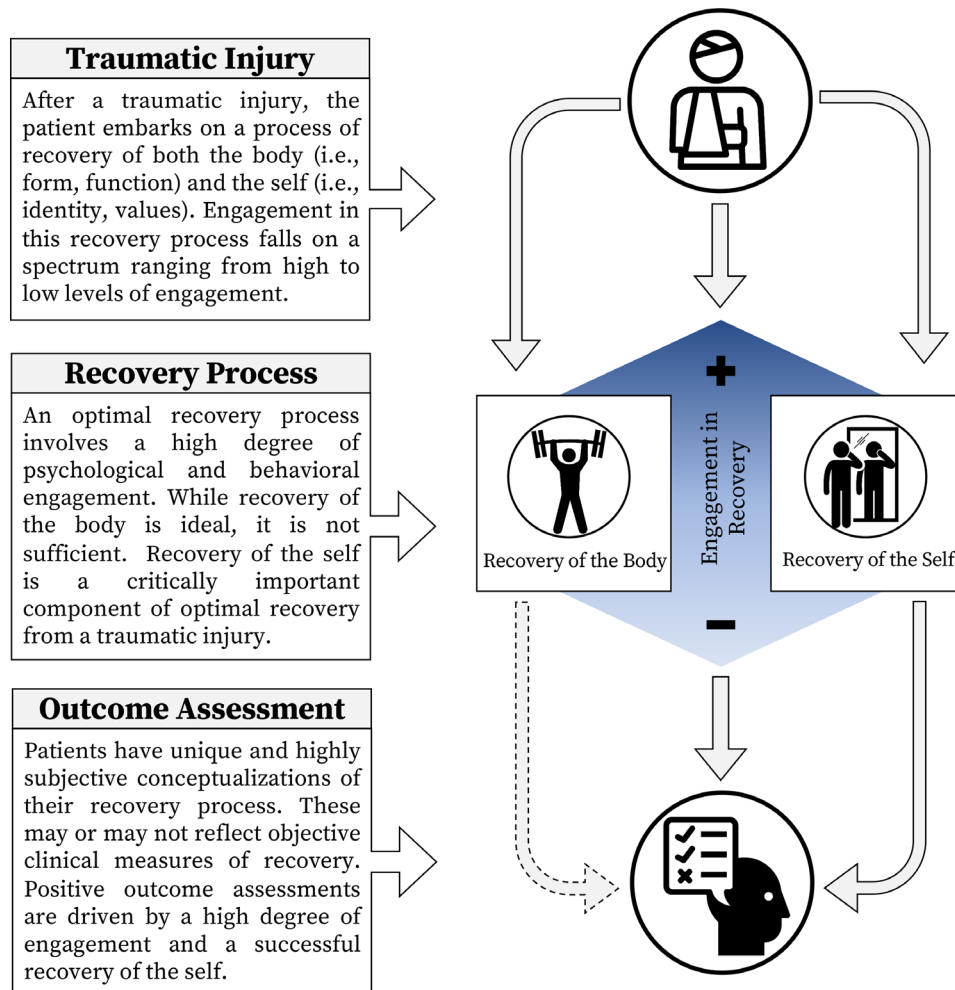 Traumatic Injury
After a traumatic injury, the
patient embarks on a process of
recovery of both the body (i.e.,
form, function) and the self (i.e.,
identity, values). Engagement in
this recovery process falls on a
spectrum ranging from high to
low levels of engagement.
Recovery Process
An optimal recovery process
involves a high degree of
psychological and behavioral
engagement. While recovery of
the body is ideal, it is not
sufficient. Recovery of the self
is a critically important
component of optimal recovery
from a traumatic injury.
Outcome Assessment
Patients have unique and highly
subjective conceptualizations of
their recovery process. These
may or may not reflect objective
clinical measures of recovery.
Positive outcome assessments
are driven by a high degree of
engagement and a successful
recovery of the self.
+
Engagement in
Recovery
−
Recovery of the Body
Recovery of the Self